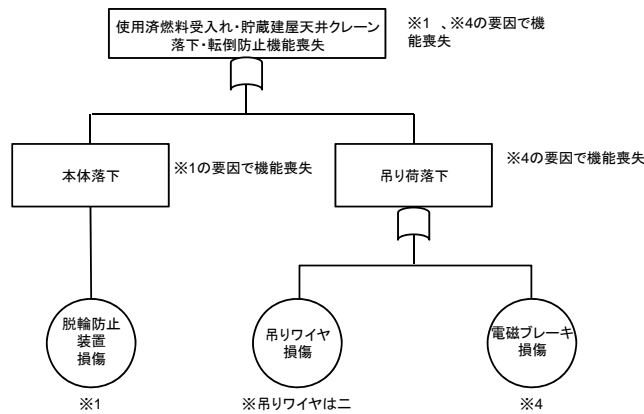 使用済燃料受入れ・貯蔵建屋天井クレーン
落下・転倒防止機能喪失
※1 、※4の要因で機
能喪失
本体落下
※1の要因で機能喪失
吊り荷落下
※4の要因で機能喪失
脱輪防止
装置
損傷
吊りワイヤ
損傷
電磁ブレーキ
損傷
※1
※吊りワイヤは二
※4